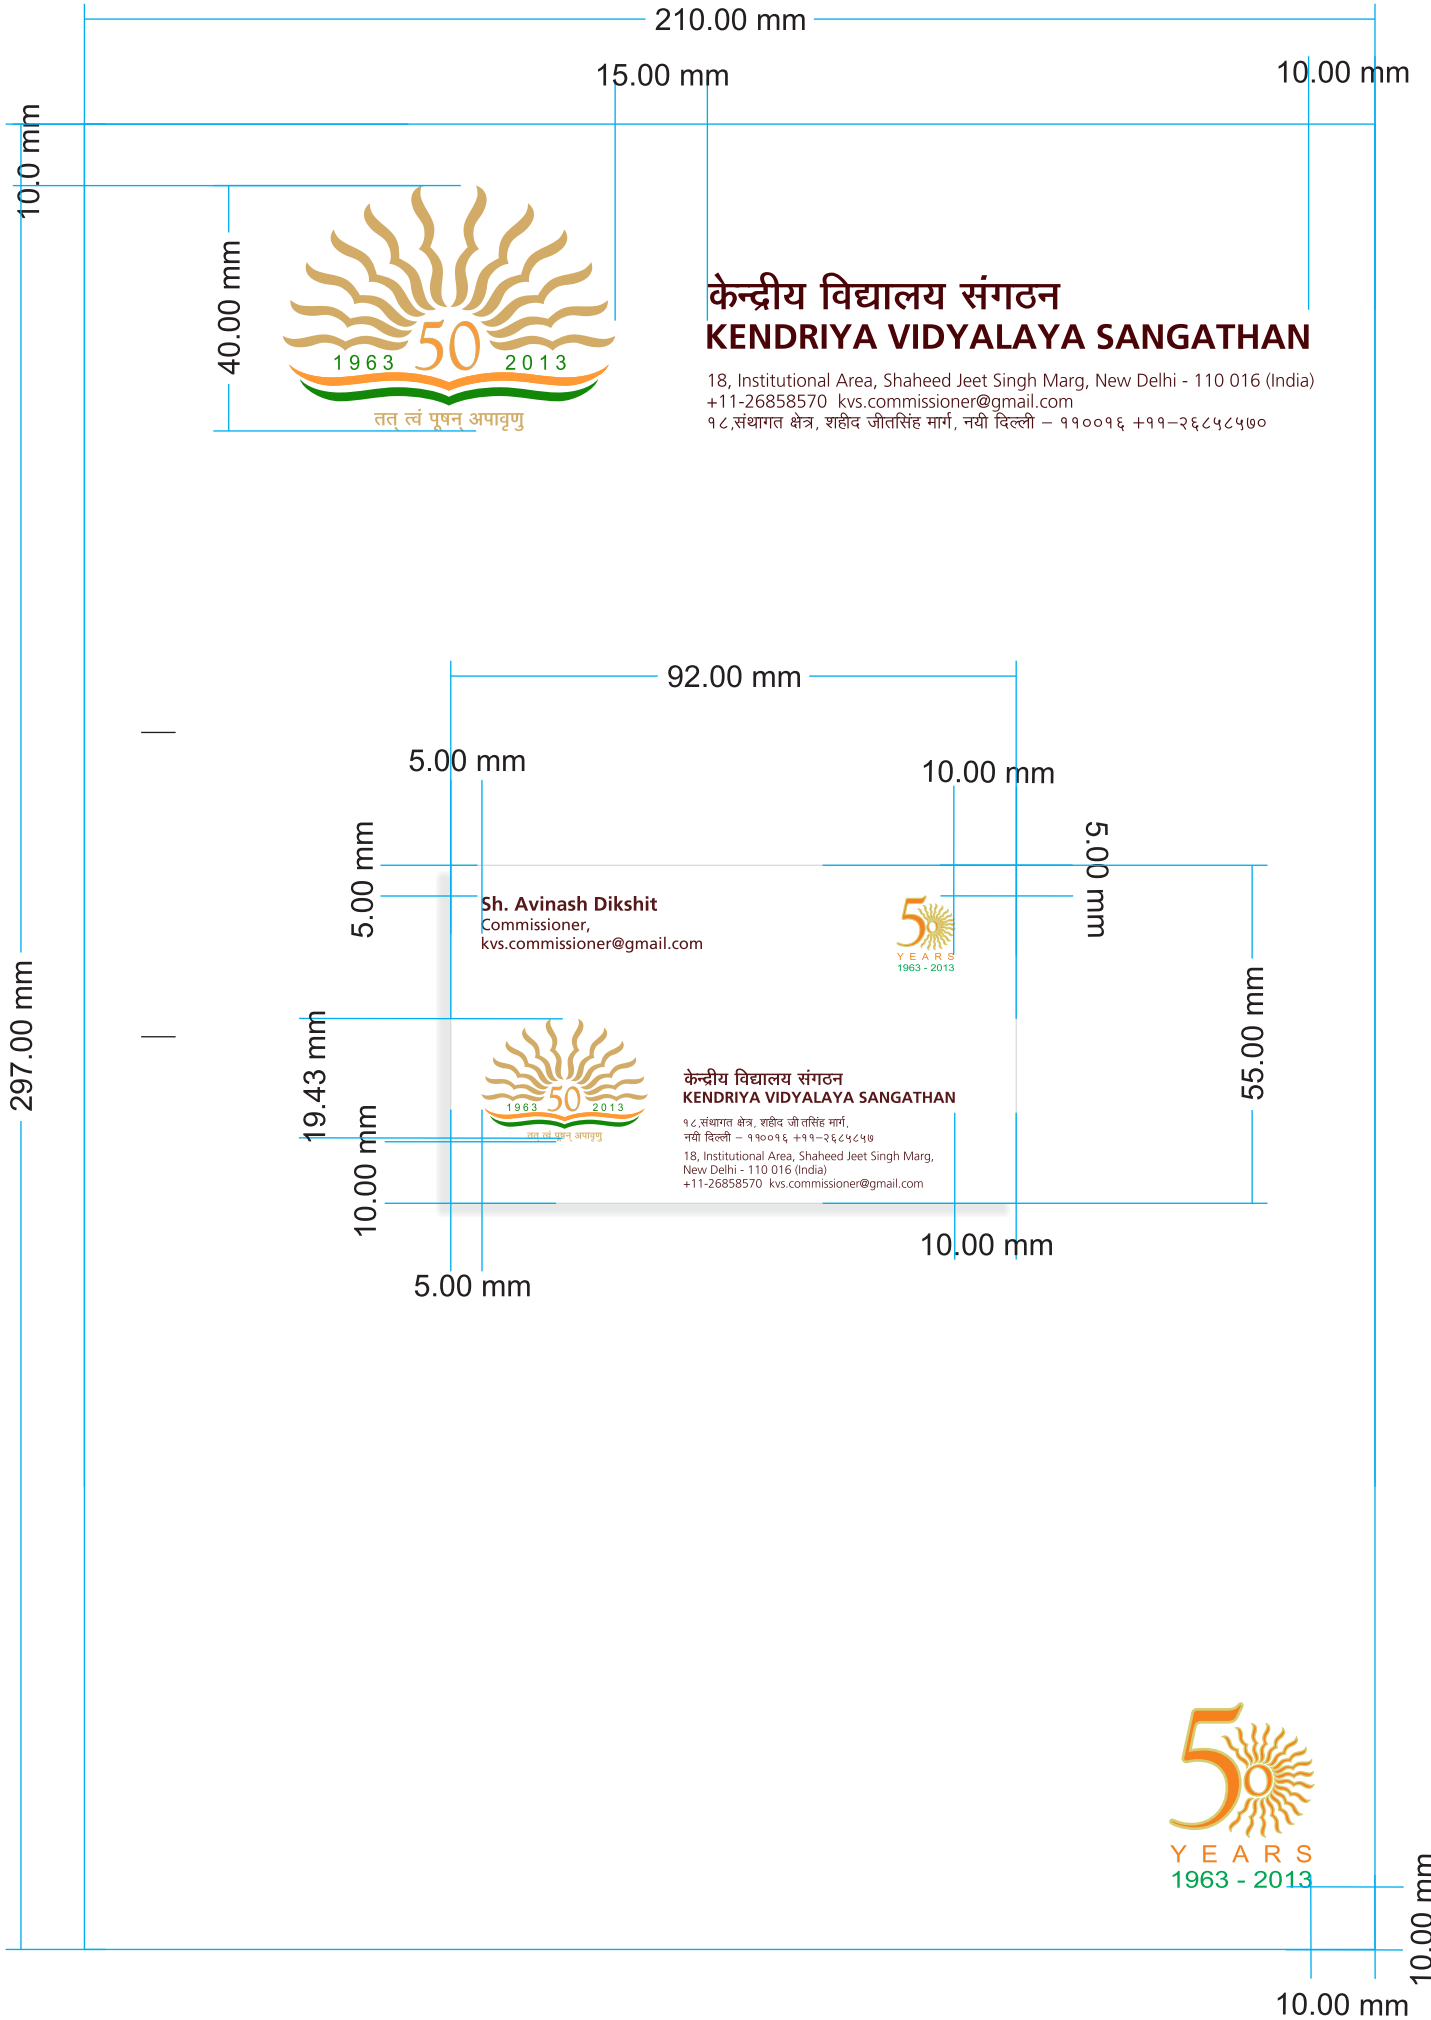 210.00 mm
15.00 mm
10.00 mm
10.0 mm
40.00 mm
50
1963 2013
तत् त्वं पूषन् अपावृणु
केन्द्रीय विद्यालय संगठन
KENDRIYA VIDYALAYA SANGATHAN
18, Institutional Area, Shaheed Jeet Singh Marg, New Delhi - 110 016 (India)
+11-26858570 kvs.commissioner@gmail.com
१८,संथागत क्षेत्र, शहीद जीतसिंह मार्ग, नयी दिल्ली – ११००१६ +११–२६८५८५७०
92.00 mm
5.00 mm
10.00 mm
5.00 mm
5.00 mm
Sh. Avinash Dikshit
Commissioner,
kvs.commissioner@gmail.com
50
YEARS
1963 - 2013
297.00 mm
19.43 mm
55.00 mm
50
1963 2013
तत् त्वं पूषन् अपावृणु
केन्द्रीय विद्यालय संगठन
KENDRIYA VIDYALAYA SANGATHAN
१८,संथागत क्षेत्र, शहीद जीतसिंह मार्ग,
नयी दिल्ली – ११००१६ +११–२६८५८५७
18, Institutional Area, Shaheed Jeet Singh Marg,
New Delhi - 110 016 (India)
+11-26858570 kvs.commissioner@gmail.com
10.00 mm
10.00 mm
5.00 mm
50
YEARS
1963 - 2013
10.00 mm
10.00 mm